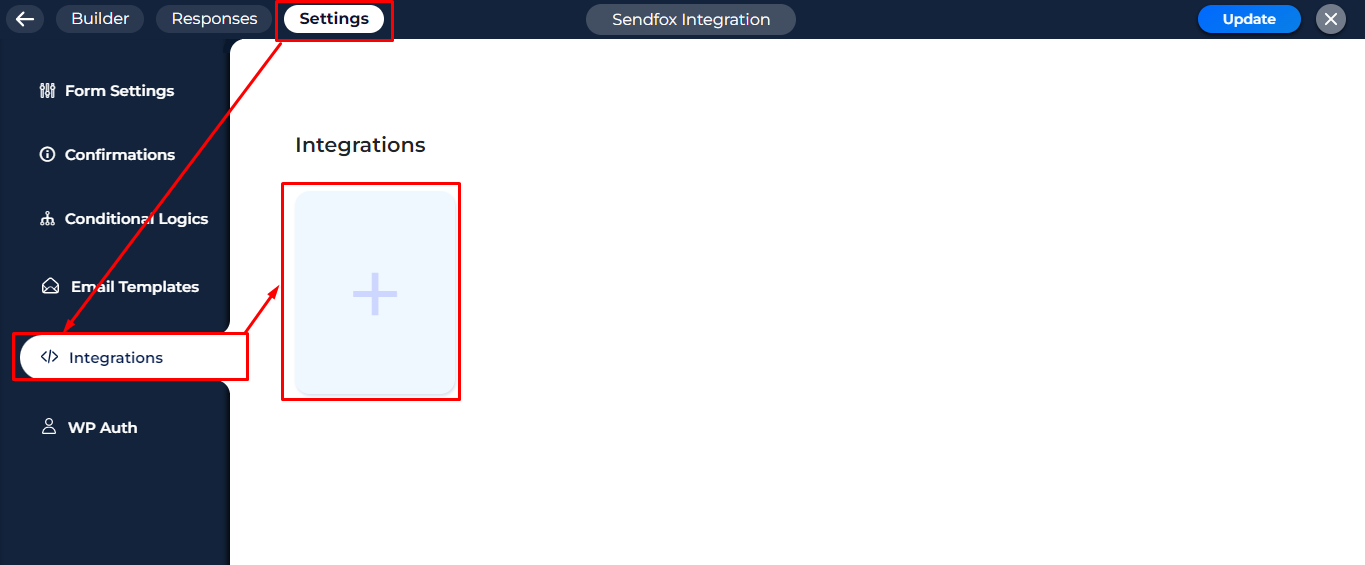 Builder
Responses
Settings
Sendfox Integration
Update
Form Settings
Confirmations
Conditional Logics
Email Templates
Integrations
WP Auth
Integrations